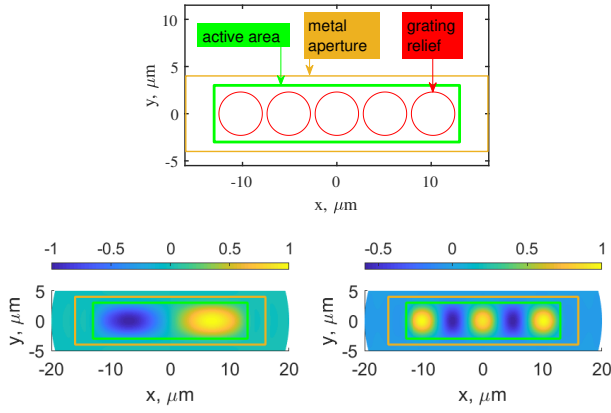 active area
metal
aperture
grating
relief
y, μm
10
5
0
-5
-10
0
10
x, μm
-1 -0.5 0 0.5 1
y, μm
5
0
-5
-20 -10 0 10 20
x, μm
-0.5 0 0.5 1
y, μm
5
0
-5
-20 -10 0 10 20
x, μm